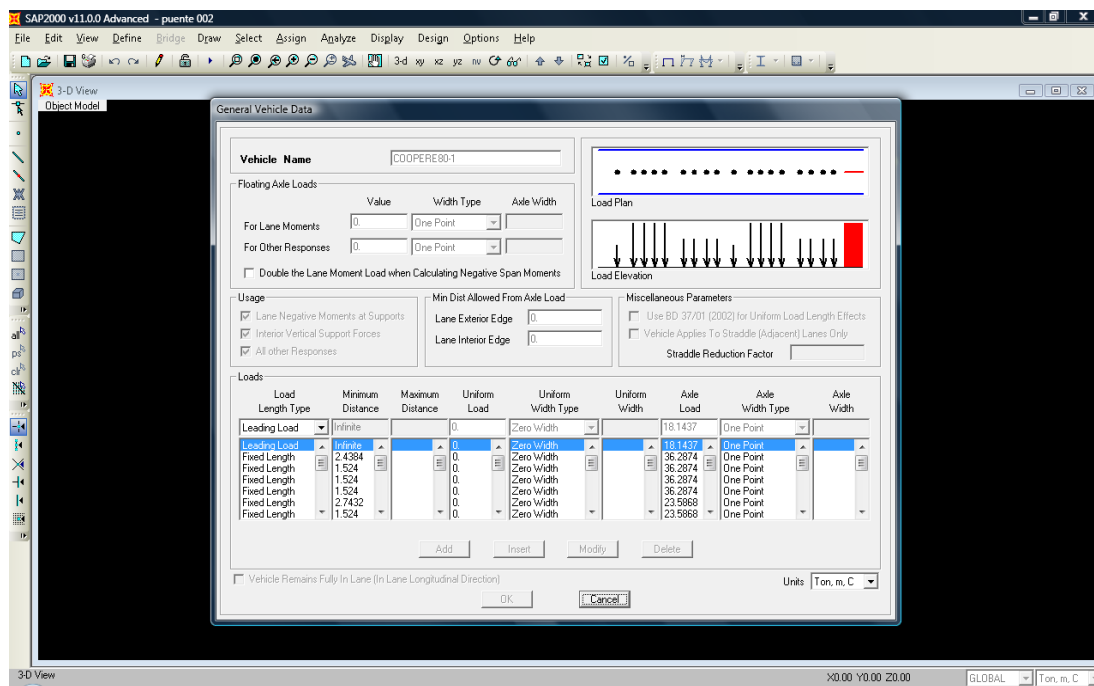 SAP2000 v11.0.0 Advanced - puente 002
File Edit View Define Bridge Draw Select Assign Analyze Display Design Options Help
3-d xy xz yz nv
3-D View
Object Model
General Vehicle Data
Vehicle Name COOPERE80-1
Floating Axle Loads
Value Width Type Axle Width
For Lane Moments 0. One Point
For Other Responses 0. One Point
Double the Lane Moment Load when Calculating Negative Span Moments
Load Plan
Load Elevation
Usage
Lane Negative Moments at Supports
Interior Vertical Support Forces
All other Responses
Min Dist Allowed From Axle Load
Lane Exterior Edge 0.
Lane Interior Edge 0.
Miscellaneous Parameters
Use BD 37/01 (2002) for Uniform Load Length Effects
Vehicle Applies To Straddle (Adjacent) Lanes Only
Straddle Reduction Factor
Loads
Load Minimum Maximum Uniform Uniform Uniform Axle Axle Axle
Length Type Distance Distance Load Width Type Width Load Width Type Width
Leading Load Infinite 0. Zero Width 18.1437 One Point
Leading Load Infinite 0. Zero Width 18.1437 One Point
Fixed Length 2.4384 0. Zero Width 36.2874 One Point
Fixed Length 1.524 0. Zero Width 36.2874 One Point
Fixed Length 1.524 0. Zero Width 36.2874 One Point
Fixed Length 1.524 0. Zero Width 36.2874 One Point
Fixed Length 2.7432 0. Zero Width 23.5868 One Point
Fixed Length 1.524 0. Zero Width 23.5868 One Point
Add Insert Modify Delete
Vehicle Remains Fully In Lane (In Lane Longitudinal Direction)
Units Ton, m, C
OK Cancel
all
ps
clr
3-D View X0.00 Y0.00 Z0.00 GLOBAL Ton, m, C